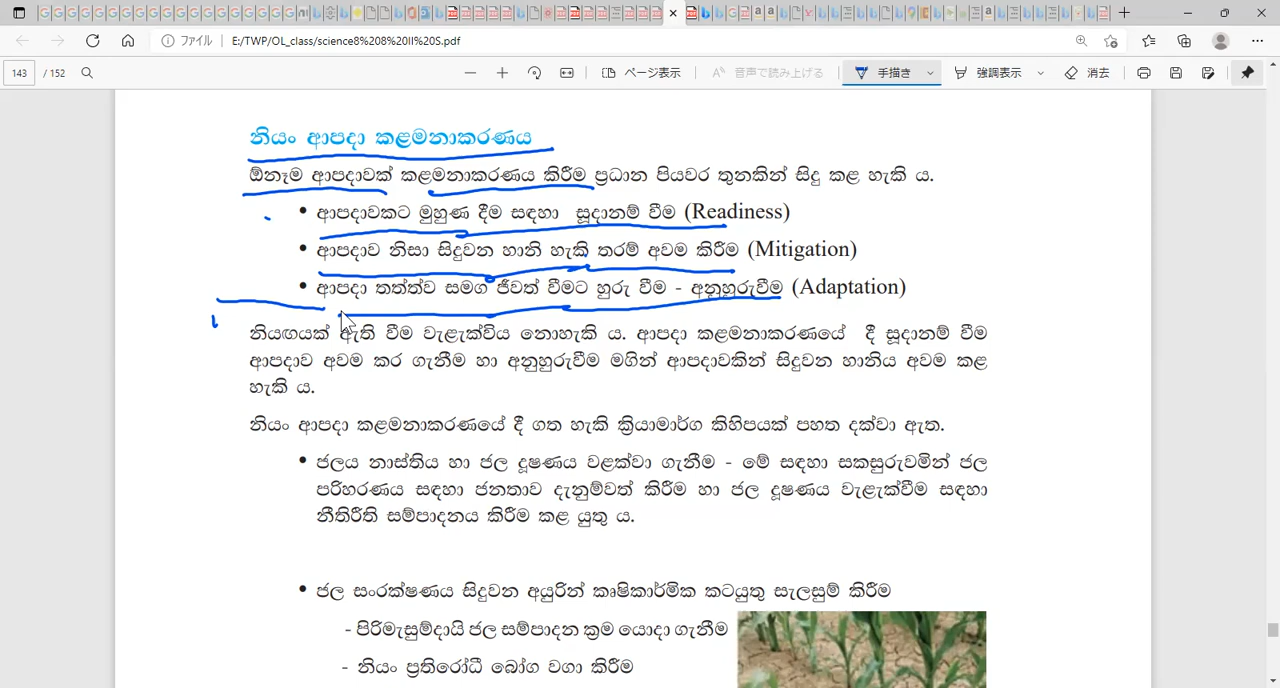 ファイル E:/TWP/OL_class/science8%208%20II%20S.pdf
143 / 152 ページ表示 音声で読み上げる 手描き 強調表示 消去
නියං ආපදා කළමනාකරණය
ඕනෑම ආපදාවක් කළමනාකරණය කිරීම ප්‍රධාන පියවර තුනකින් සිදු කළ හැකි ය.
• ආපදාවකට මුහුණ දීම සඳහා සූදානම් වීම (Readiness)
• ආපදාව නිසා සිදුවන හානි හැකි තරම් අවම කිරීම (Mitigation)
• ආපදා තත්ත්ව සමග ජීවත් වීමට හුරු වීම - අනුහුරුවීම (Adaptation)
නියඟයක් ඇති වීම වැළැක්විය නොහැකි ය. ආපදා කළමනාකරණයේ දී සූදානම් වීම
ආපදාව අවම කර ගැනීම හා අනුහුරුවීම මගින් ආපදාවකින් සිදුවන හානිය අවම කළ
හැකි ය.
නියං ආපදා කළමනාකරණයේ දී ගත හැකි ක්‍රියාමාර්ග කිහිපයක් පහත දක්වා ඇත.
• ජලය නාස්තිය හා ජල දූෂණය වළක්වා ගැනීම - මේ සඳහා සකසුරුවමින් ජල
පරිහරණය සඳහා ජනතාව දැනුම්වත් කිරීම හා ජල දූෂණය වැළැක්වීම සඳහා
නීතිරීති සම්පාදනය කිරීම කළ යුතු ය.
• ජල සංරක්ෂණය සිදුවන අයුරින් කෘෂිකාර්මික කටයුතු සැලසුම් කිරීම
- පිරිමැසුම්දායි ජල සම්පාදන ක්‍රම යොදා ගැනීම
- නියං ප්‍රතිරෝධී බෝග වගා කිරීම